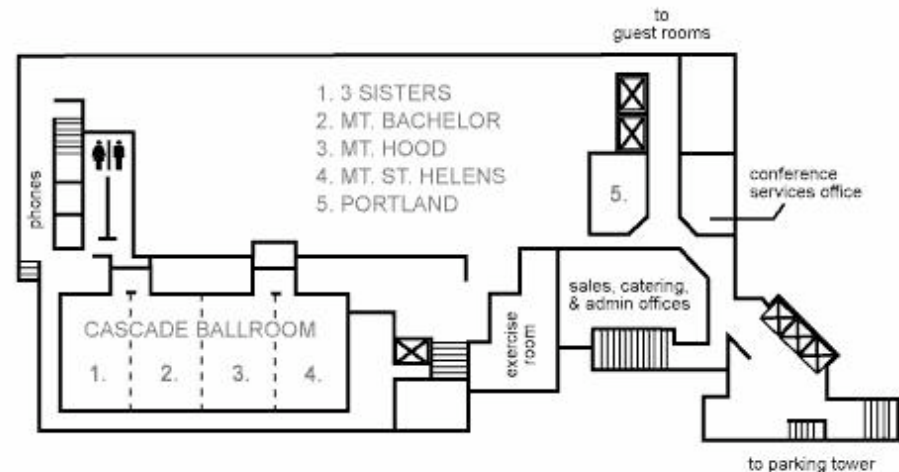 to
guest rooms
1. 3 SISTERS
2. MT. BACHELOR
3. MT. HOOD
4. MT. ST. HELENS
5. PORTLAND
phones
5.
conference
services office
sales, catering,
& admin offices
exercise
room
CASCADE BALLROOM
1. 2. 3. 4.
to parking tower